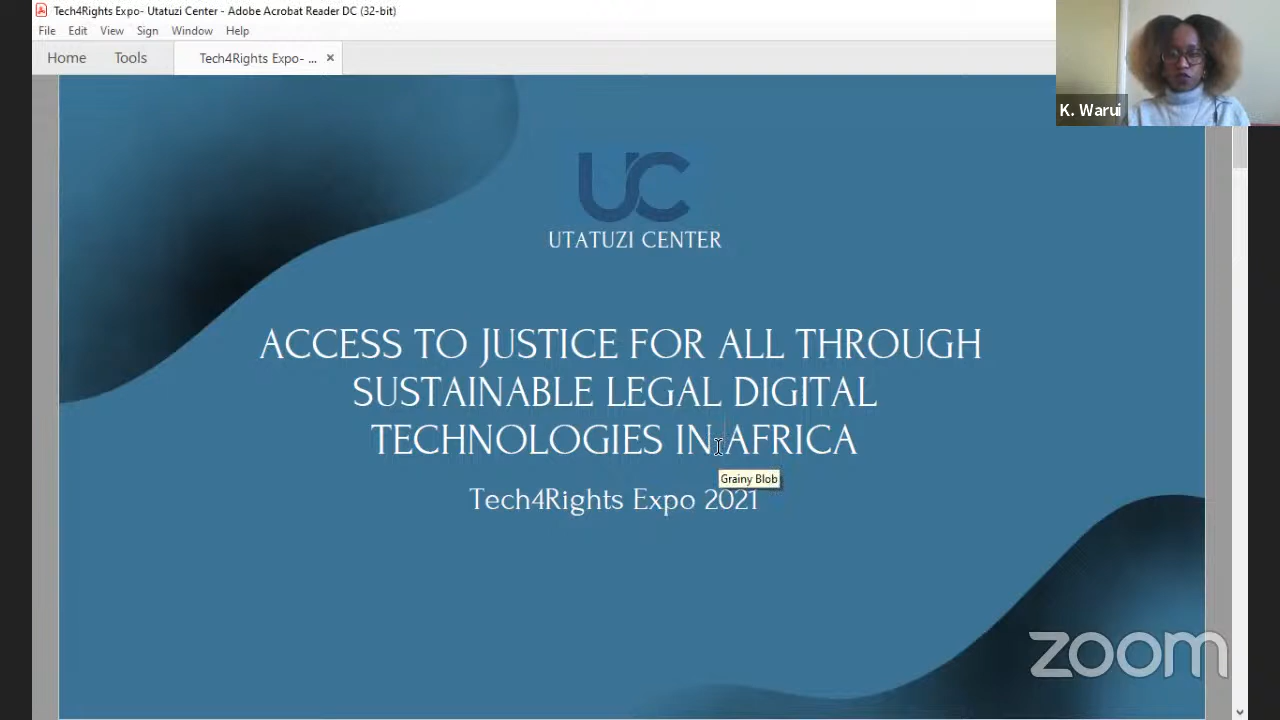 Tech4Rights Expo- Utatuzi Center - Adobe Acrobat Reader DC (32-bit)
File Edit View Sign Window Help
Home Tools Tech4Rights Expo- ... ×
K. Warui
UC
UTATUZI CENTER
ACCESS TO JUSTICE FOR ALL THROUGH
SUSTAINABLE LEGAL DIGITAL
TECHNOLOGIES IN AFRICA
Grainy Blob
Tech4Rights Expo 2021
zoom